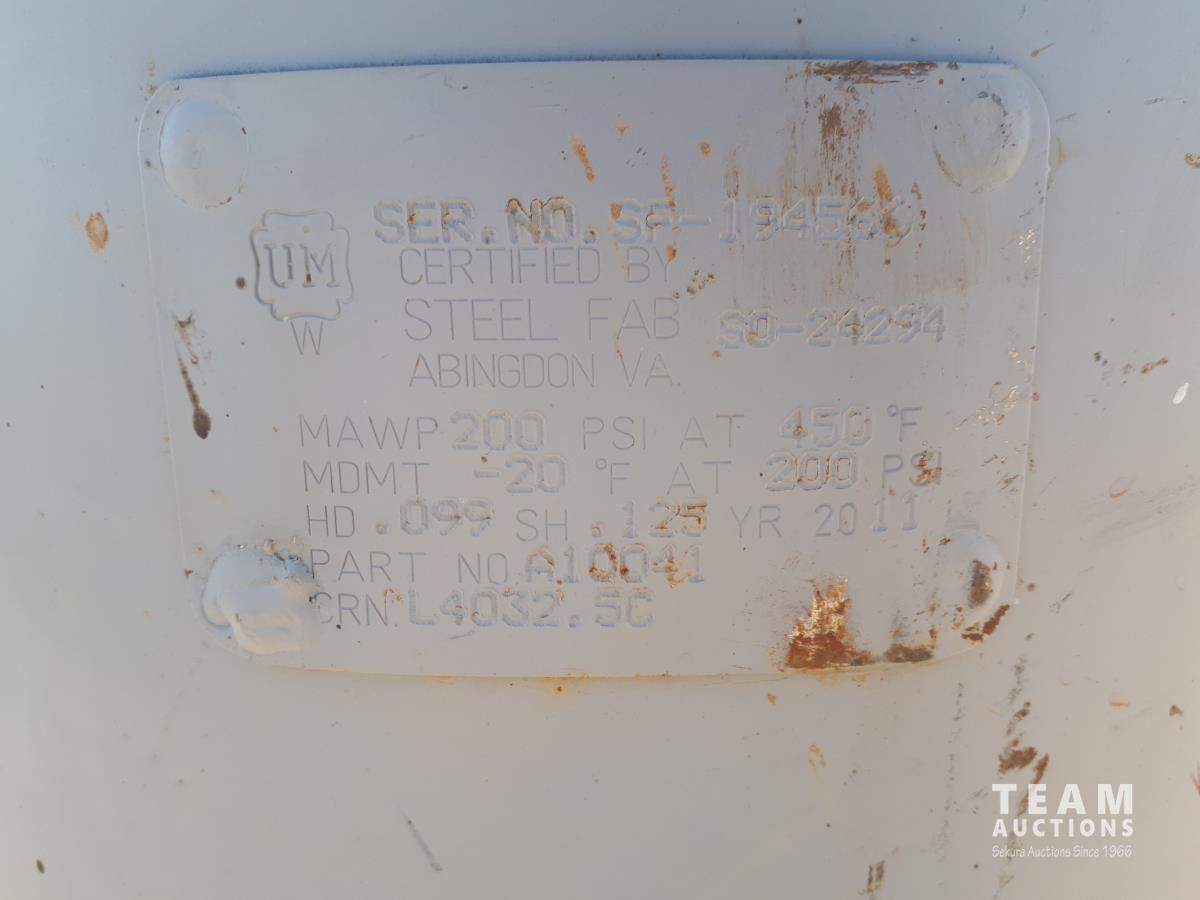 SER.NO.
UM
W
CERTIFIED BY
STEEL FAB SO-24294
ABINGDON VA.
MAWP 200 PSI AT 450 °F
MDMT -20 °F AT 200 PSI
HD .099 SH .125 YR 2011
PART NO. A10041
CRN. L4032.5C
TEAM
AUCTIONS
Sekura Auctions Since 1966